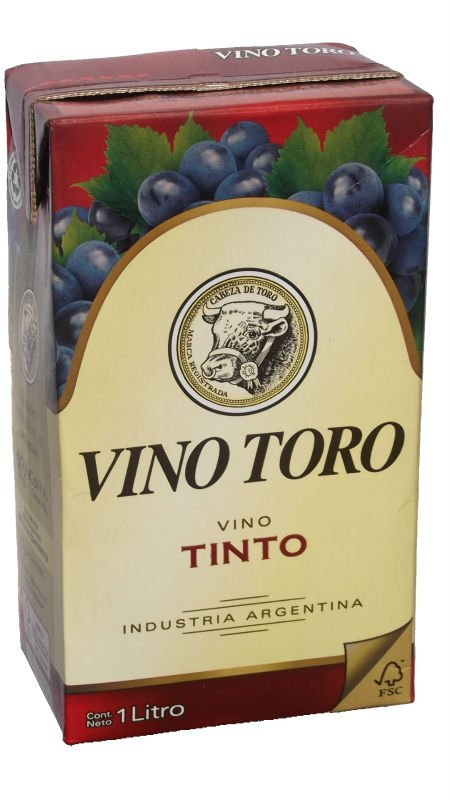 VINO TORO
CABEZA DE TORO
MARCA REGISTRADA
VINO TORO
VINO
TINTO
INDUSTRIA ARGENTINA
FSC
Cont
Neto 1 Litro